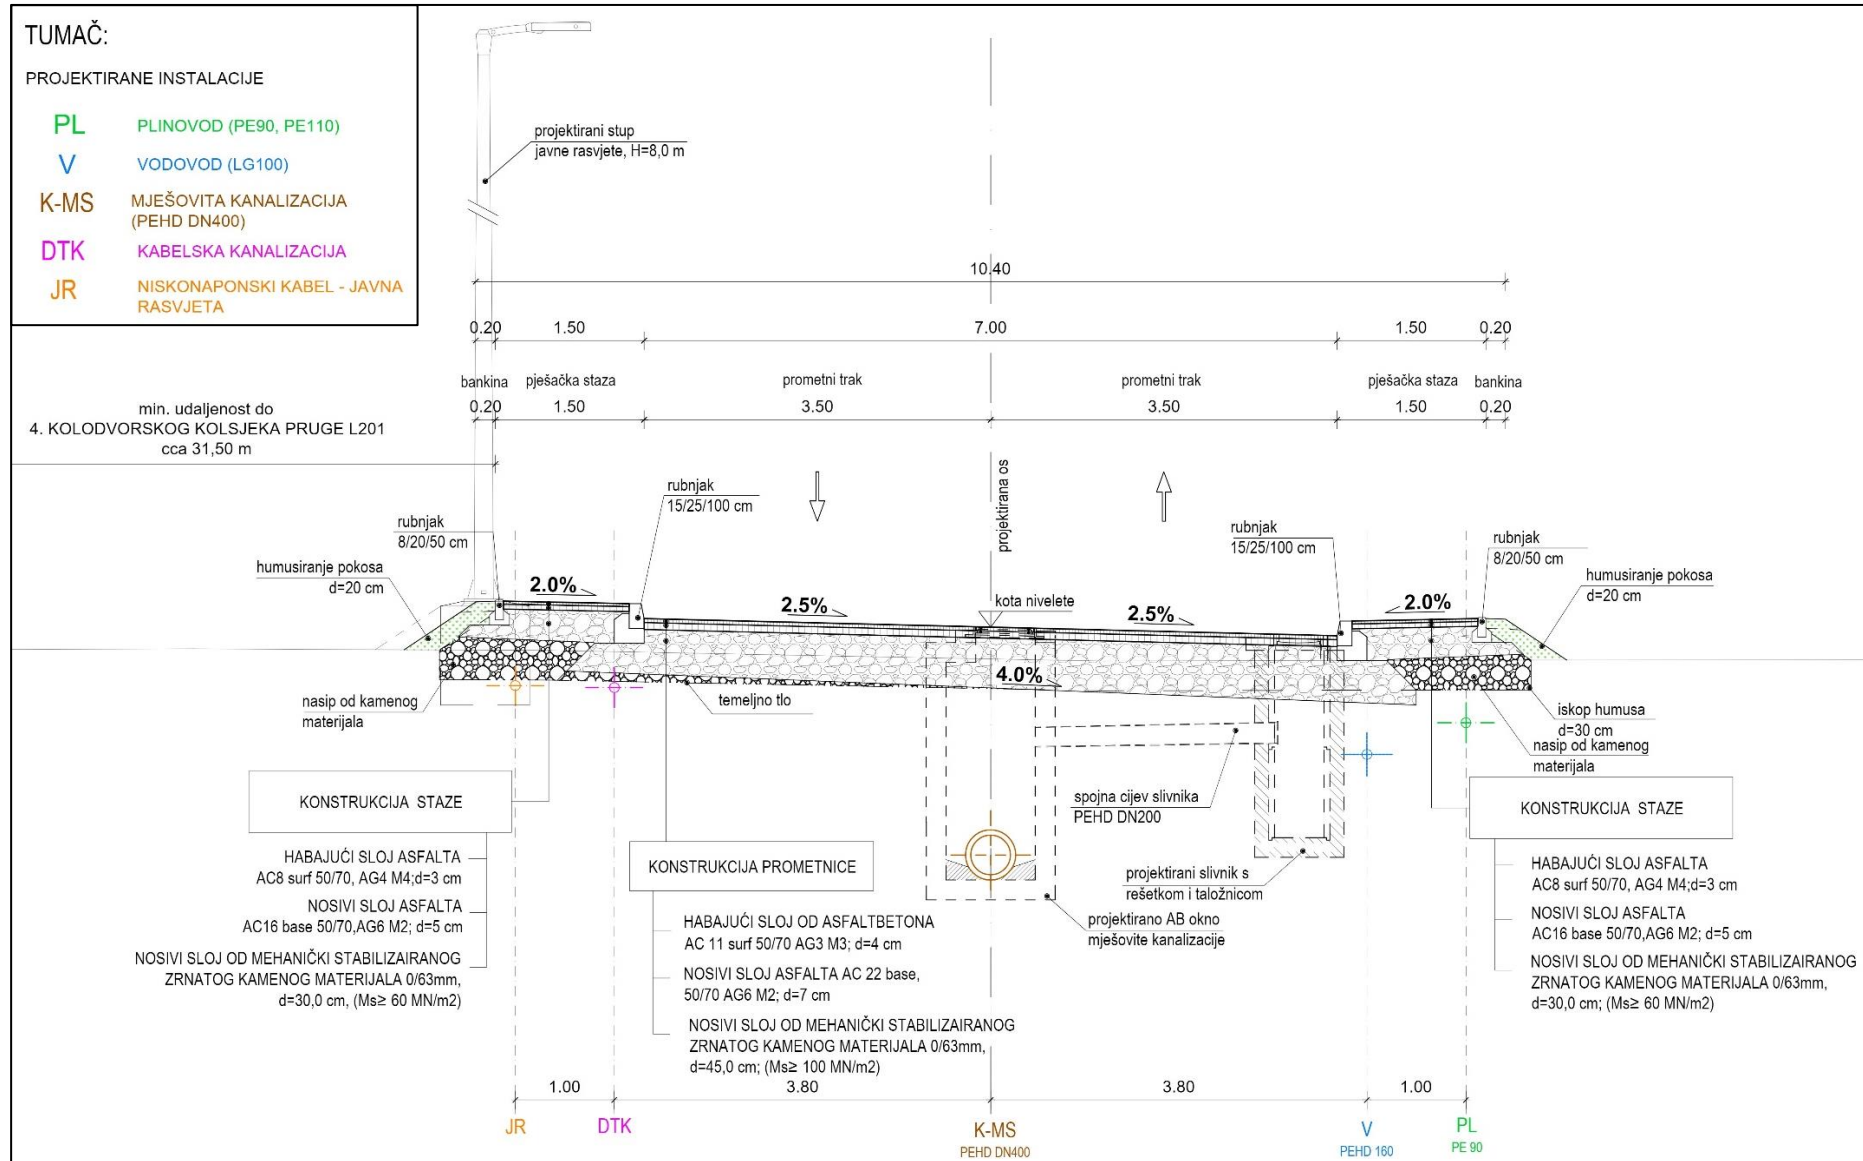 TUMAČ:
PROJEKTIRANE INSTALACIJE
PL PLINOVOD (PE90, PE110)
V VODOVOD (LG100)
K-MS MJEŠOVITA KANALIZACIJA
(PEHD DN400)
DTK KABELSKA KANALIZACIJA
JR NISKONAPONSKI KABEL - JAVNA
RASVJETA
projektirani stup
javne rasvjete, H=8,0 m
10.40
0.20 1.50 7.00 1.50 0.20
bankina pješačka staza prometni trak prometni trak pješačka staza bankina
0.20 1.50 3.50 3.50 1.50 0.20
min. udaljenost do
4. KOLODVORSKOG KOLSJEKA PRUGE L201
cca 31,50 m
projektirana os
rubnjak
15/25/100 cm
rubnjak
8/20/50 cm
humusiranje pokosa
d=20 cm
rubnjak
15/25/100 cm
rubnjak
8/20/50 cm
humusiranje pokosa
d=20 cm
2.0%
2.5%
kota nivelete
2.5%
2.0%
4.0%
nasip od kamenog
materijala
temeljno tlo
iskop humusa
d=30 cm
nasip od kamenog
materijala
spojna cijev slivnika
PEHD DN200
projektirani slivnik s
rešetkom i taložnicom
projektirano AB okno
mješovite kanalizacije
KONSTRUKCIJA STAZE
HABAJUĆI SLOJ ASFALTA
AC8 surf 50/70, AG4 M4;d=3 cm
NOSIVI SLOJ ASFALTA
AC16 base 50/70,AG6 M2; d=5 cm
NOSIVI SLOJ OD MEHANIČKI STABILIZAIRANOG
ZRNATOG KAMENOG MATERIJALA 0/63mm,
d=30,0 cm, (Ms≥ 60 MN/m2)
KONSTRUKCIJA PROMETNICE
HABAJUĆI SLOJ OD ASFALTBETONA
AC 11 surf 50/70 AG3 M3; d=4 cm
NOSIVI SLOJ ASFALTA AC 22 base,
50/70 AG6 M2; d=7 cm
NOSIVI SLOJ OD MEHANIČKI STABILIZAIRANOG
ZRNATOG KAMENOG MATERIJALA 0/63mm,
d=45,0 cm; (Ms≥ 100 MN/m2)
KONSTRUKCIJA STAZE
HABAJUĆI SLOJ ASFALTA
AC8 surf 50/70, AG4 M4;d=3 cm
NOSIVI SLOJ ASFALTA
AC16 base 50/70,AG6 M2; d=5 cm
NOSIVI SLOJ OD MEHANIČKI STABILIZAIRANOG
ZRNATOG KAMENOG MATERIJALA 0/63mm,
d=30,0 cm; (Ms≥ 60 MN/m2)
1.00 3.80 3.80 1.00
JR DTK K-MS V PL
PEHD DN400 PEHD 160 PE 90